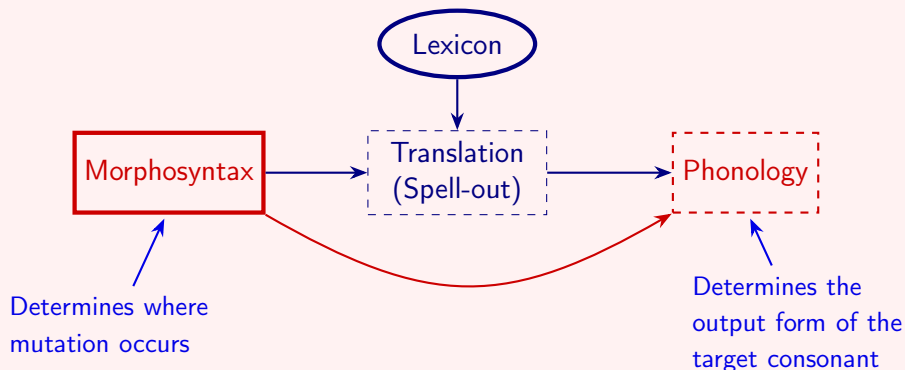 Lexicon
Morphosyntax
Translation
(Spell-out)
Phonology
Determines where
mutation occurs
Determines the
output form of the
target consonant